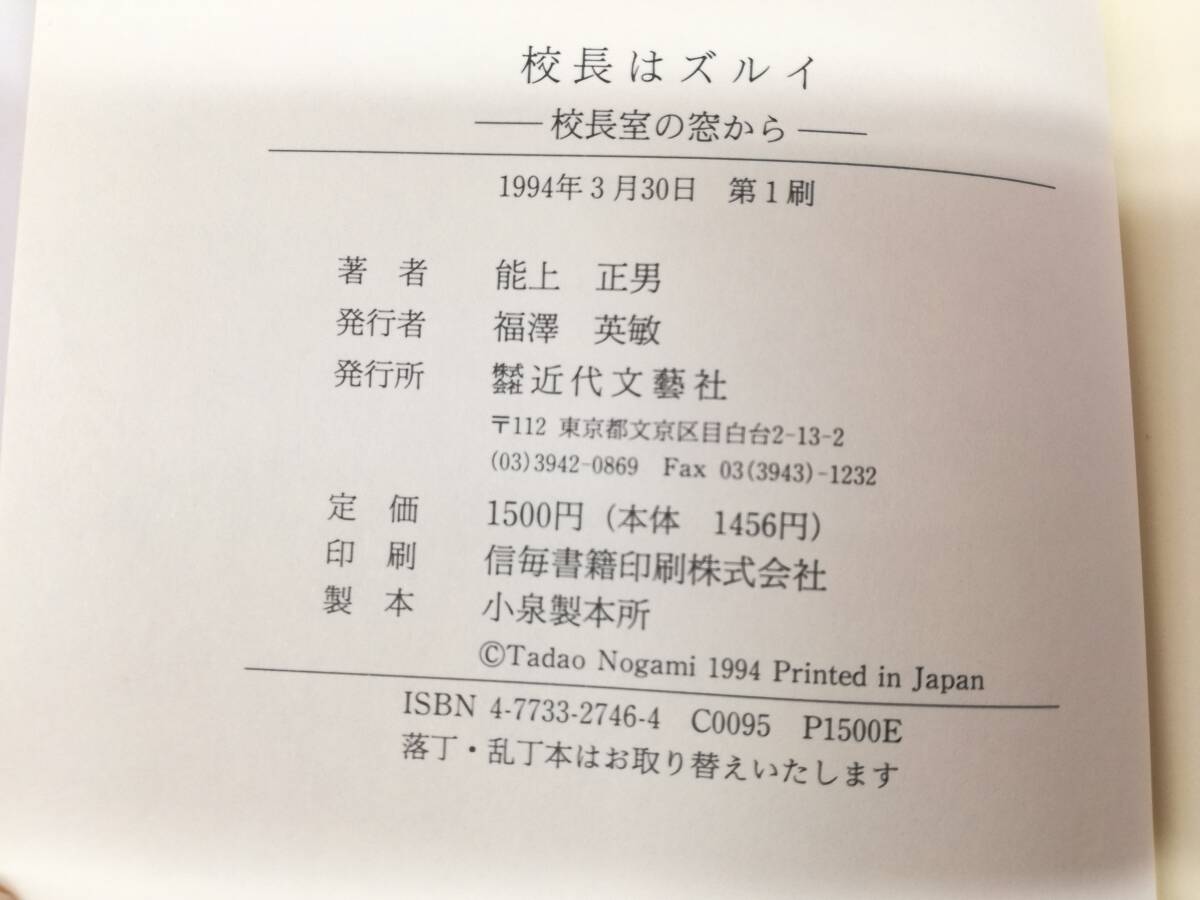 校長はズルイ
――校長室の窓から――
1994年3月30日 第1刷
著者 能上 正男
発行者 福澤 英敏
発行所 株式会社 近代文藝社
〒112 東京都文京区目白台2-13-2
(03)3942-0869 Fax 03(3943)-1232
定価 1500円(本体 1456円)
印刷 信毎書籍印刷株式会社
製本 小泉製本所
©Tadao Nogami 1994 Printed in Japan
ISBN 4-7733-2746-4 C0095 P1500E
落丁・乱丁本はお取り替えいたします